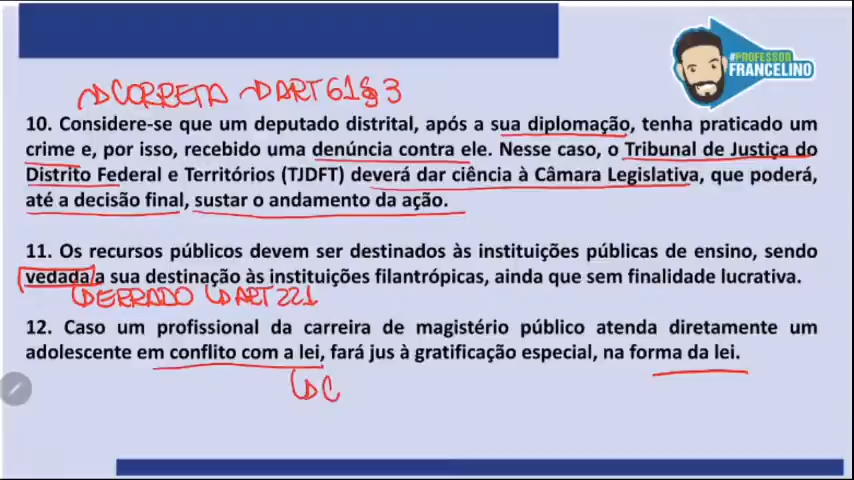 #PROFESSOR
FRANCELINO
CORRETA ART 61 § 3
10. Considere-se que um deputado distrital, após a sua diplomação, tenha praticado um
crime e, por isso, recebido uma denúncia contra ele. Nesse caso, o Tribunal de Justiça do
Distrito Federal e Territórios (TJDFT) deverá dar ciência à Câmara Legislativa, que poderá,
até a decisão final, sustar o andamento da ação.
11. Os recursos públicos devem ser destinados às instituições públicas de ensino, sendo
vedada a sua destinação às instituições filantrópicas, ainda que sem finalidade lucrativa.
ERRADO ART 221
12. Caso um profissional da carreira de magistério público atenda diretamente um
adolescente em conflito com a lei, fará jus à gratificação especial, na forma da lei.
C